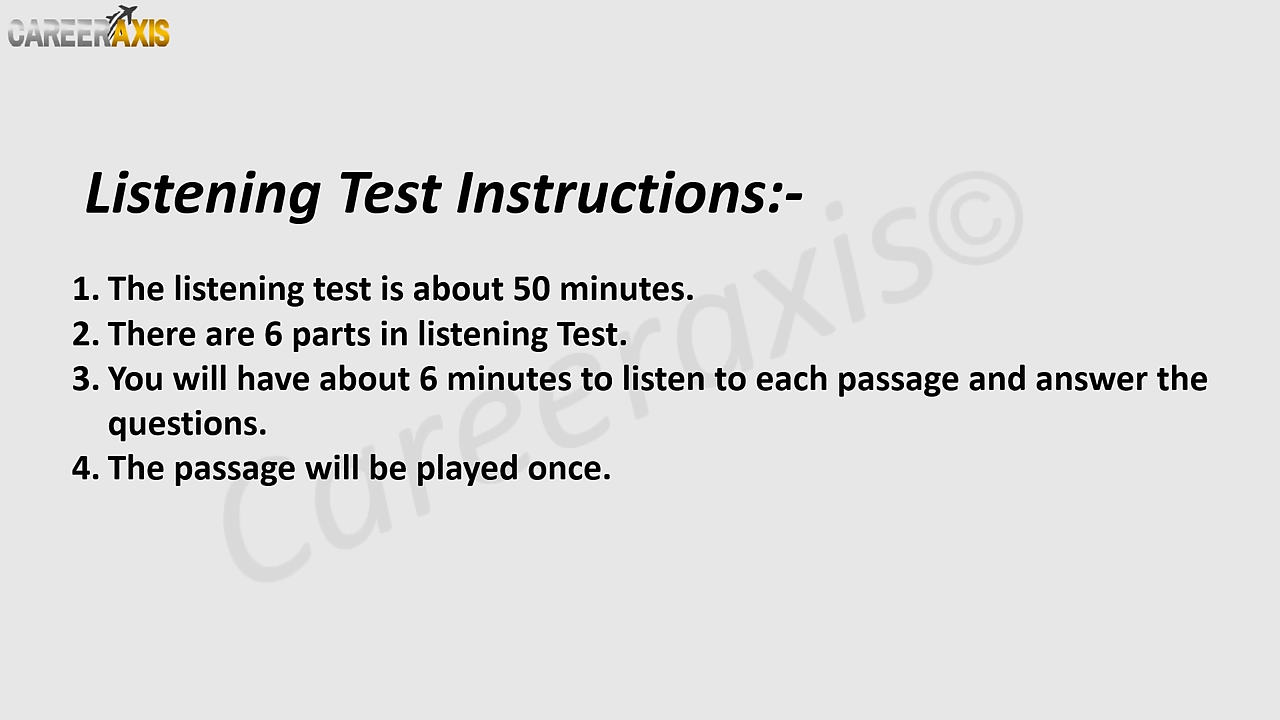 CAREERAXIS
Listening Test Instructions:-
1. The listening test is about 50 minutes.
2. There are 6 parts in listening Test.
3. You will have about 6 minutes to listen to each passage and answer the
questions.
4. The passage will be played once.
Careeraxis©